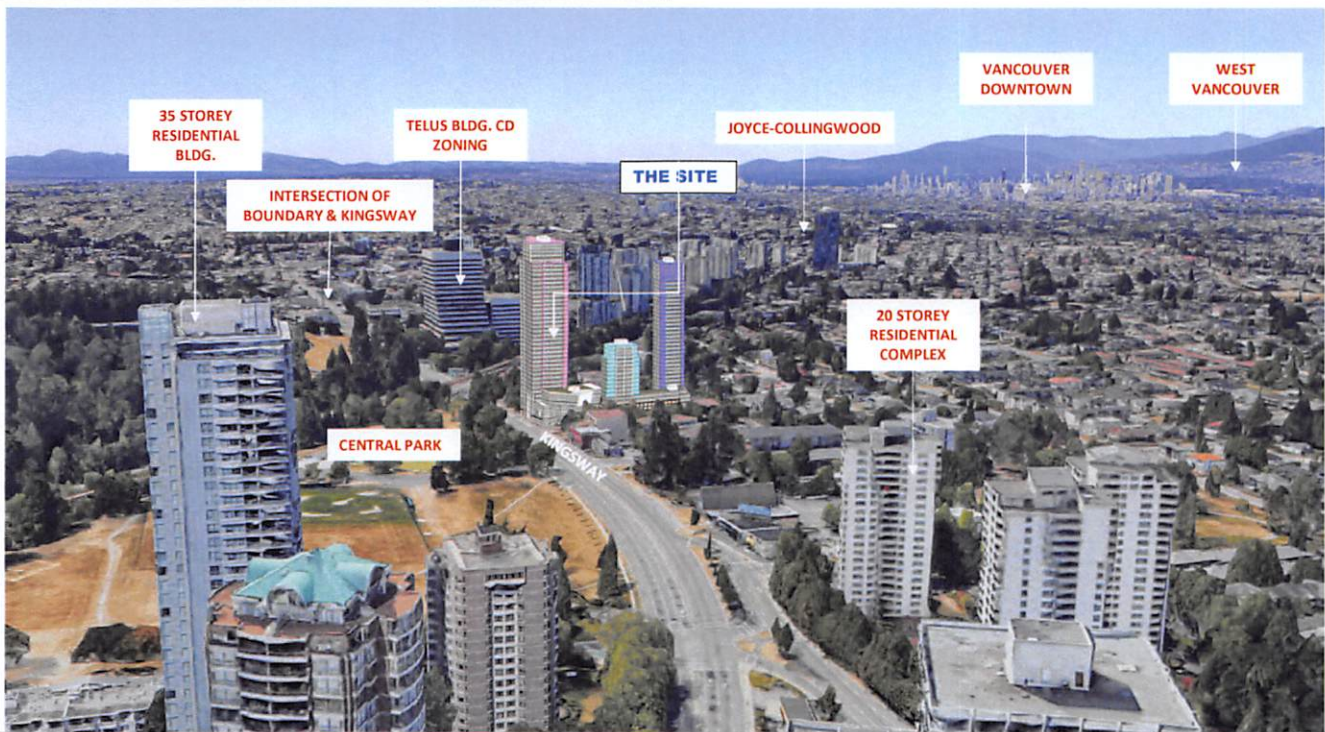 VANCOUVER
DOWNTOWN
WEST
VANCOUVER
35 STOREY
RESIDENTIAL
BLDG.
TELUS BLDG. CD
ZONING
JOYCE-COLLINGWOOD
THE SITE
INTERSECTION OF
BOUNDARY & KINGSWAY
20 STOREY
RESIDENTIAL
COMPLEX
CENTRAL PARK
KINGSWAY